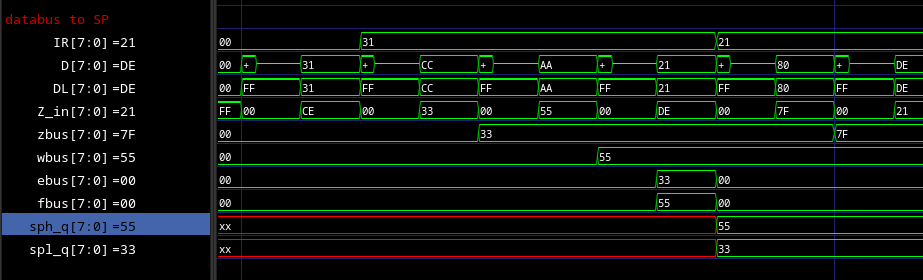 databus to SP
IR[7:0]=21 00 31 21
D[7:0]=DE 00 + 31 + CC + AA + 21 + 80 + DE
DL[7:0]=DE 00 FF 31 FF CC FF AA FF 21 FF 80 FF DE
Z_in[7:0]=21 FF 00 CE 00 33 00 55 00 DE 00 7F 00 21
zbus[7:0]=7F 00 33 7F
wbus[7:0]=55 00 55
ebus[7:0]=00 00 33 00
fbus[7:0]=00 00 55 00
sph_q[7:0]=55 xx 55
spl_q[7:0]=33 xx 33